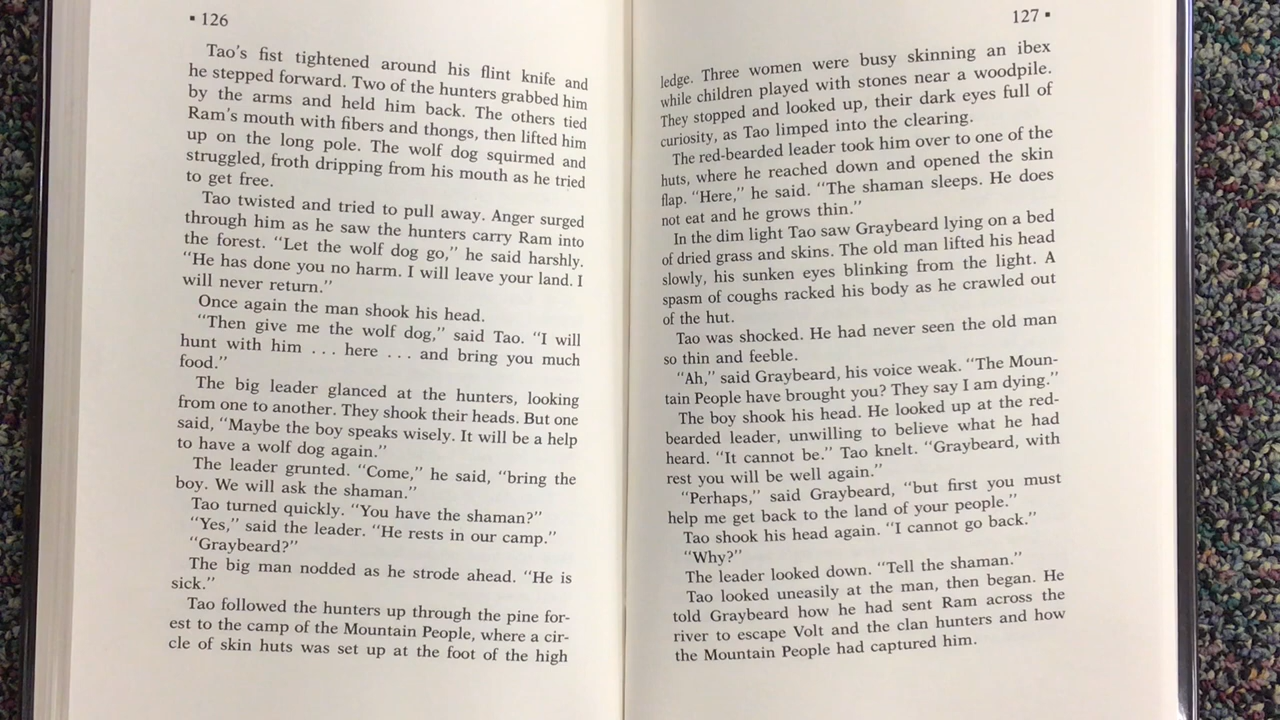 ▪ 126
Tao's fist tightened around his flint knife and
he stepped forward. Two of the hunters grabbed him
by the arms and held him back. The others tied
Ram's mouth with fibers and thongs, then lifted him
up on the long pole. The wolf dog squirmed and
struggled, froth dripping from his mouth as he tried
to get free.
Tao twisted and tried to pull away. Anger surged
through him as he saw the hunters carry Ram into
the forest. “Let the wolf dog go,” he said harshly.
“He has done you no harm. I will leave your land. I
will never return.”
Once again the man shook his head.
“Then give me the wolf dog,” said Tao. “I will
hunt with him . . . here . . . and bring you much
food.”
The big leader glanced at the hunters, looking
from one to another. They shook their heads. But one
said, “Maybe the boy speaks wisely. It will be a help
to have a wolf dog again.”
The leader grunted. “Come,” he said, “bring the
boy. We will ask the shaman.”
Tao turned quickly. “You have the shaman?”
“Yes,” said the leader. “He rests in our camp.”
“Graybeard?”
The big man nodded as he strode ahead. “He is
sick.”
Tao followed the hunters up through the pine for-
est to the camp of the Mountain People, where a cir-
cle of skin huts was set up at the foot of the high
127 ▪
ledge. Three women were busy skinning an ibex
while children played with stones near a woodpile.
They stopped and looked up, their dark eyes full of
curiosity, as Tao limped into the clearing.
The red-bearded leader took him over to one of the
huts, where he reached down and opened the skin
flap. “Here,” he said. “The shaman sleeps. He does
not eat and he grows thin.”
In the dim light Tao saw Graybeard lying on a bed
of dried grass and skins. The old man lifted his head
slowly, his sunken eyes blinking from the light. A
spasm of coughs racked his body as he crawled out
of the hut.
Tao was shocked. He had never seen the old man
so thin and feeble.
“Ah,” said Graybeard, his voice weak. “The Moun-
tain People have brought you? They say I am dying.”
The boy shook his head. He looked up at the red-
bearded leader, unwilling to believe what he had
heard. “It cannot be.” Tao knelt. “Graybeard, with
rest you will be well again.”
“Perhaps,” said Graybeard, “but first you must
help me get back to the land of your people.”
Tao shook his head again. “I cannot go back.”
“Why?”
The leader looked down. “Tell the shaman.”
Tao looked uneasily at the man, then began. He
told Graybeard how he had sent Ram across the
river to escape Volt and the clan hunters and how
the Mountain People had captured him.